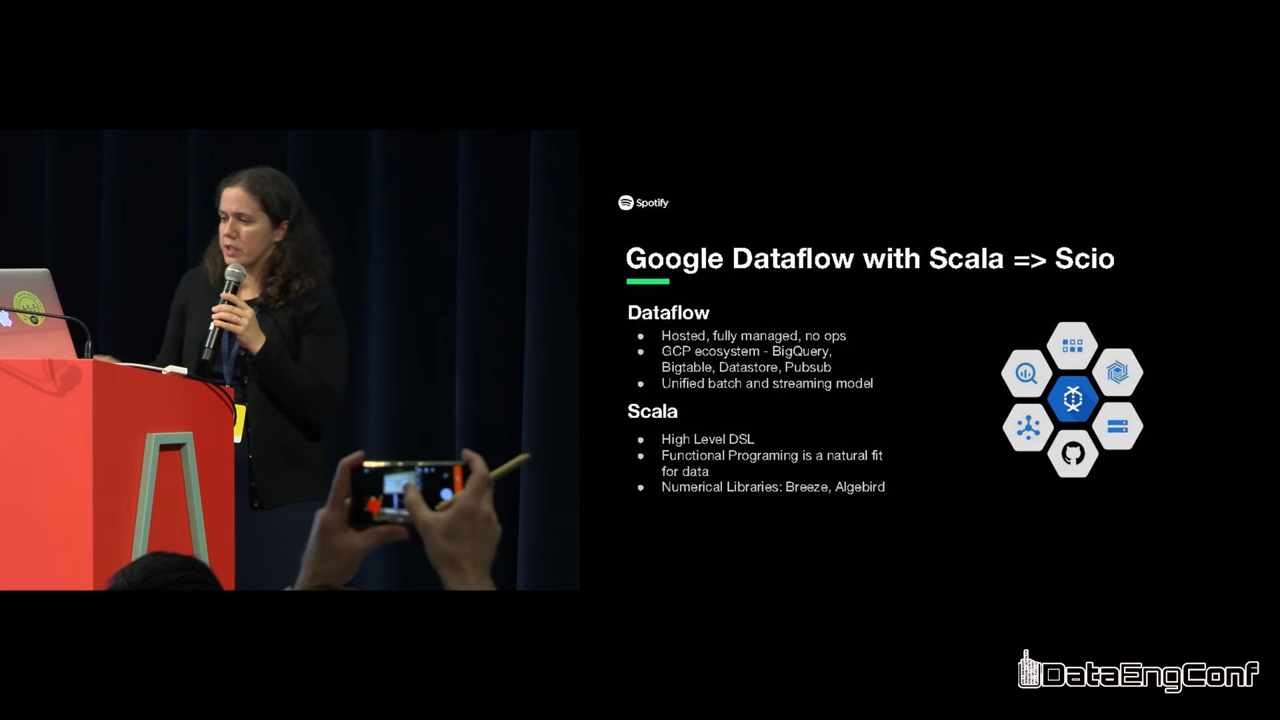 Spotify
Google Dataflow with Scala => Scio
Dataflow
● Hosted, fully managed, no ops
● GCP ecosystem - BigQuery,
Bigtable, Datastore, Pubsub
● Unified batch and streaming model
Scala
● High Level DSL
● Functional Programing is a natural fit
for data
● Numerical Libraries: Breeze, Algebird
DataEngConf